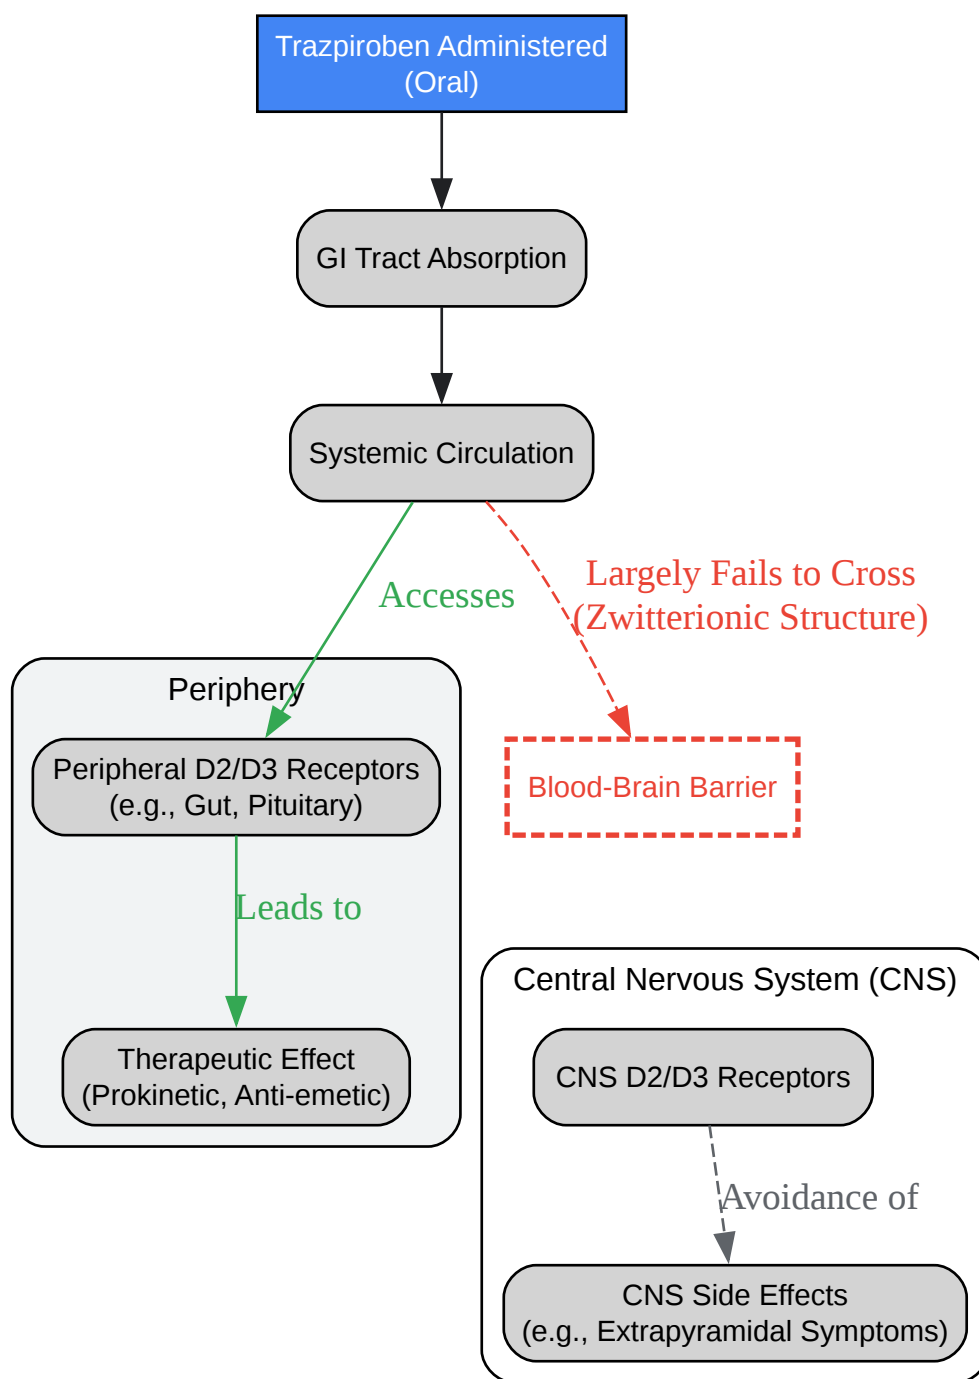 Trazpiroben Administered
(Oral)
GI Tract Absorption
Systemic Circulation
Accesses
Largely Fails to Cross
(Zwitterionic Structure)
Periphery
Peripheral D2/D3 Receptors
(e.g., Gut, Pituitary)
Blood-Brain Barrier
Leads to
Therapeutic Effect
(Prokinetic, Anti-emetic)
Central Nervous System (CNS)
CNS D2/D3 Receptors
Avoidance of
CNS Side Effects
(e.g., Extrapyramidal Symptoms)